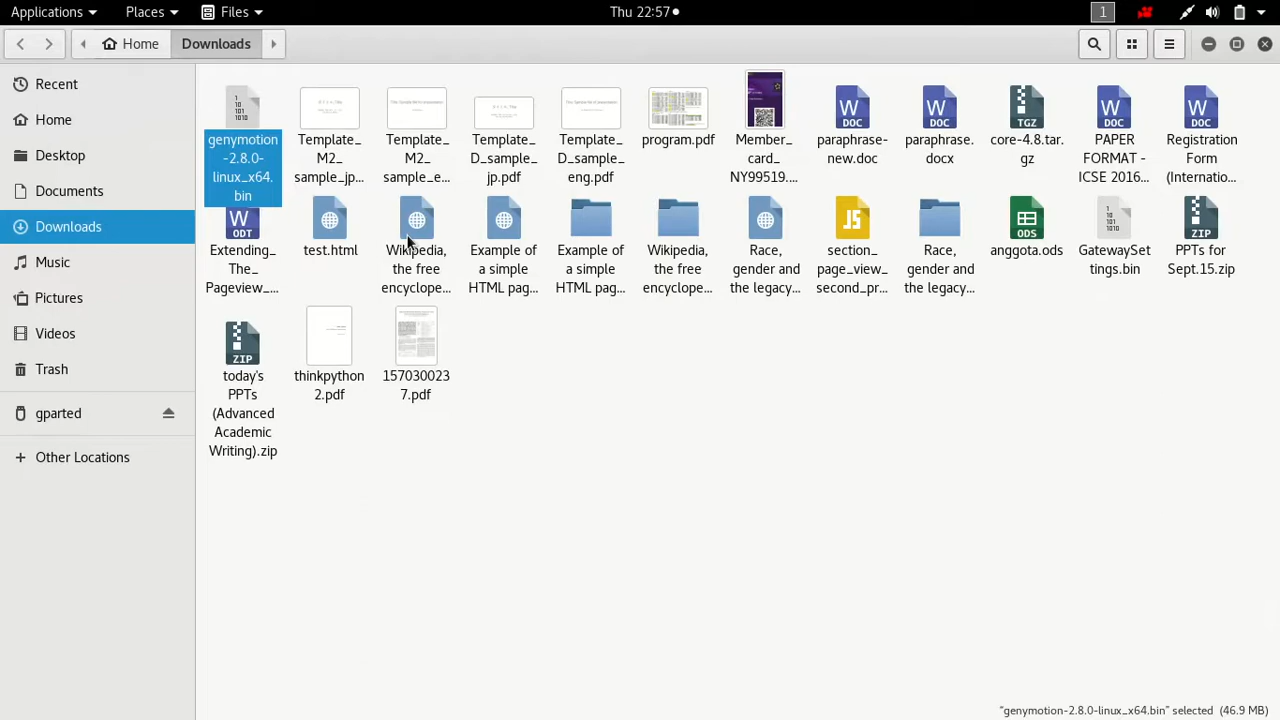 Applications Places Files Thu 22:57 1
Home Downloads
Recent
Home
Desktop
Documents
Downloads
Music
Pictures
Videos
Trash
gparted
Other Locations
genymotion
-2.8.0-
linux_x64.
bin
Template_
M2_
sample_jp...
Template_
M2_
sample_e...
Template_
D_sample_
jp.pdf
Template_
D_sample_
eng.pdf
program.pdf
Member_
card_
NY99519....
paraphrase-
new.doc
paraphrase.
docx
core-4.8.tar.
gz
PAPER
FORMAT -
ICSE 2016...
Registration
Form
(Internatio...
Extending_
The_
Pageview_...
test.html
Wikipedia,
the free
encyclope...
Example of
a simple
HTML pag...
Example of
a simple
HTML pag...
Wikipedia,
the free
encyclope...
Race,
gender and
the legacy...
section_
page_view_
second_pr...
Race,
gender and
the legacy...
anggota.ods
GatewaySet
tings.bin
PPTs for
Sept.15.zip
today's
PPTs
(Advanced
Academic
Writing).zip
thinkpython
2.pdf
157030023
7.pdf
"genymotion-2.8.0-linux_x64.bin" selected (46.9 MB)